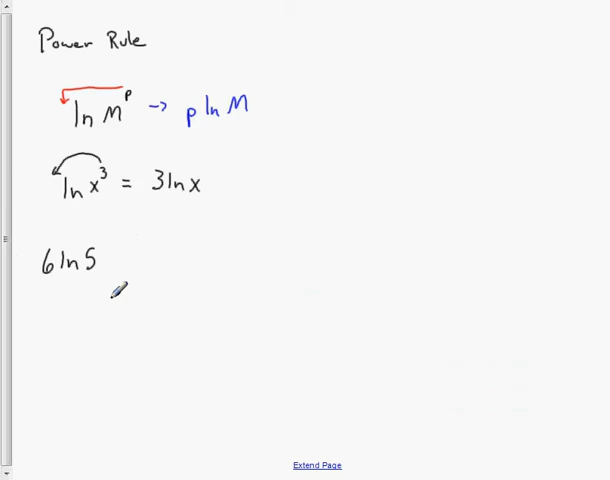 Power Rule
ln M^p -> p ln M
ln x^3 = 3 ln x
6 ln 5
Extend Page